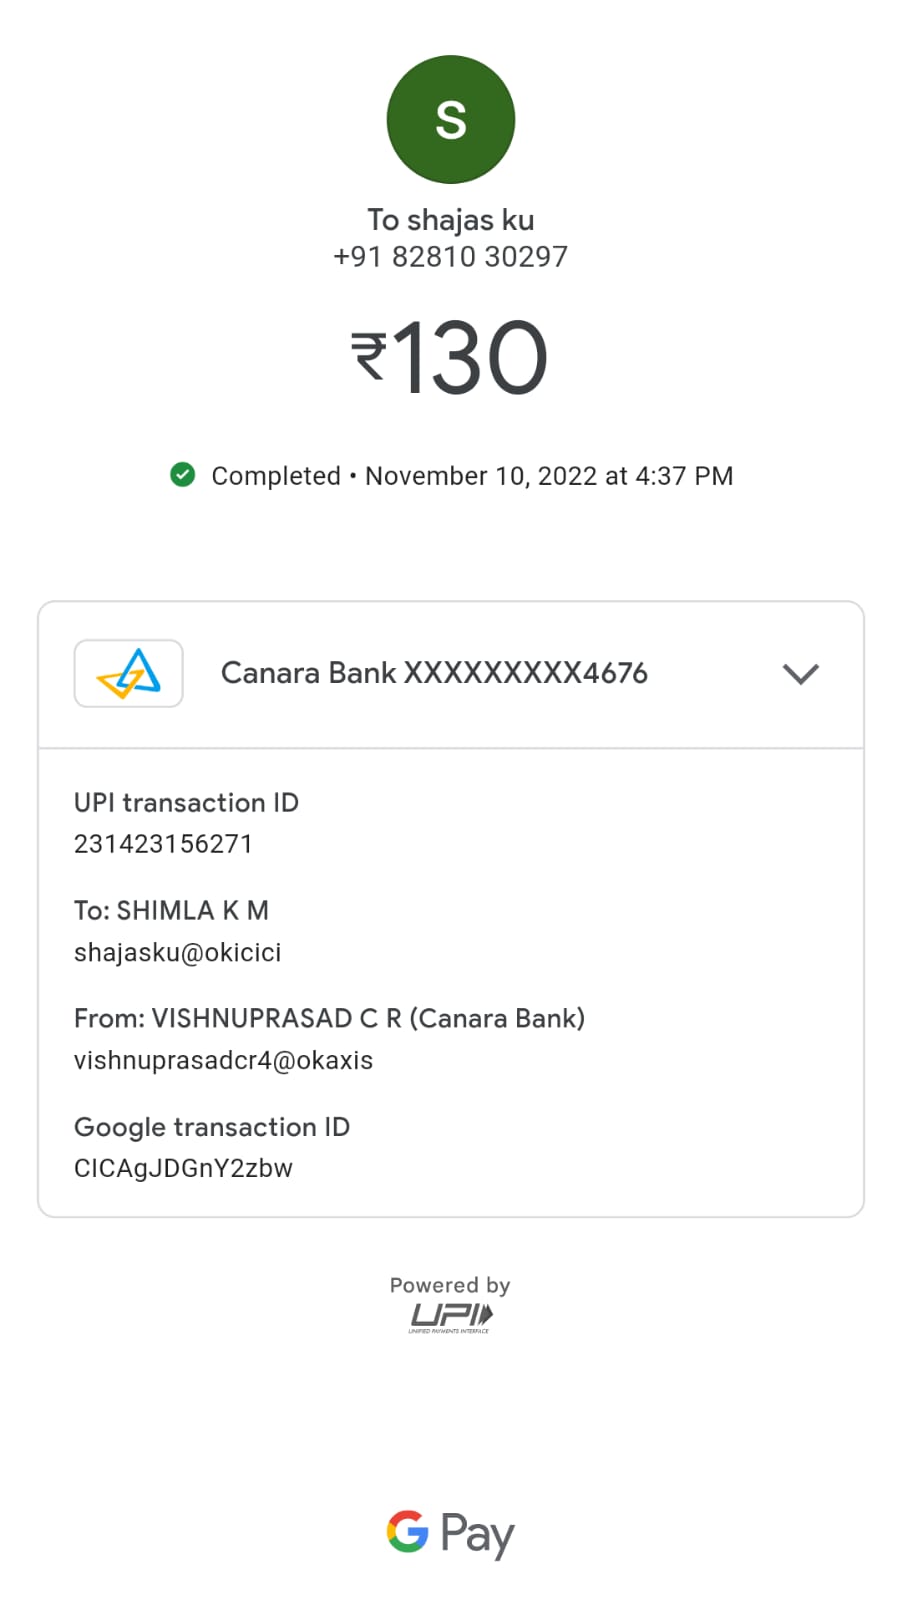 S
To shajas ku
+91 82810 30297
₹130
Completed • November 10, 2022 at 4:37 PM
Canara Bank XXXXXXXXX4676
UPI transaction ID
231423156271
To: SHIMLA K M
shajasku@okicici
From: VISHNUPRASAD C R (Canara Bank)
vishnuprasadcr4@okaxis
Google transaction ID
CICAgJDGnY2zbw
Powered by
UPI
UNIFIED PAYMENTS INTERFACE
G Pay